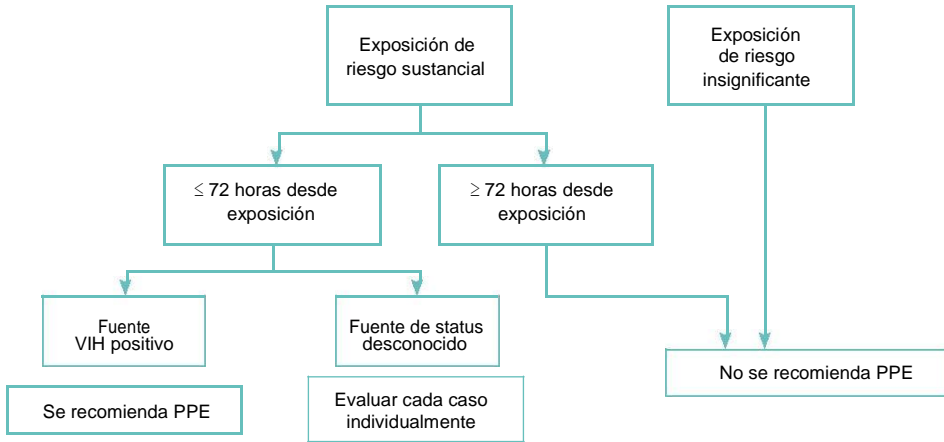 Exposición de
riesgo sustancial
Exposición
de riesgo
insignificante
≤ 72 horas desde
exposición
≥ 72 horas desde
exposición
Fuente
VIH positivo
Fuente de status
desconocido
Se recomienda PPE
Evaluar cada caso
individualmente
No se recomienda PPE